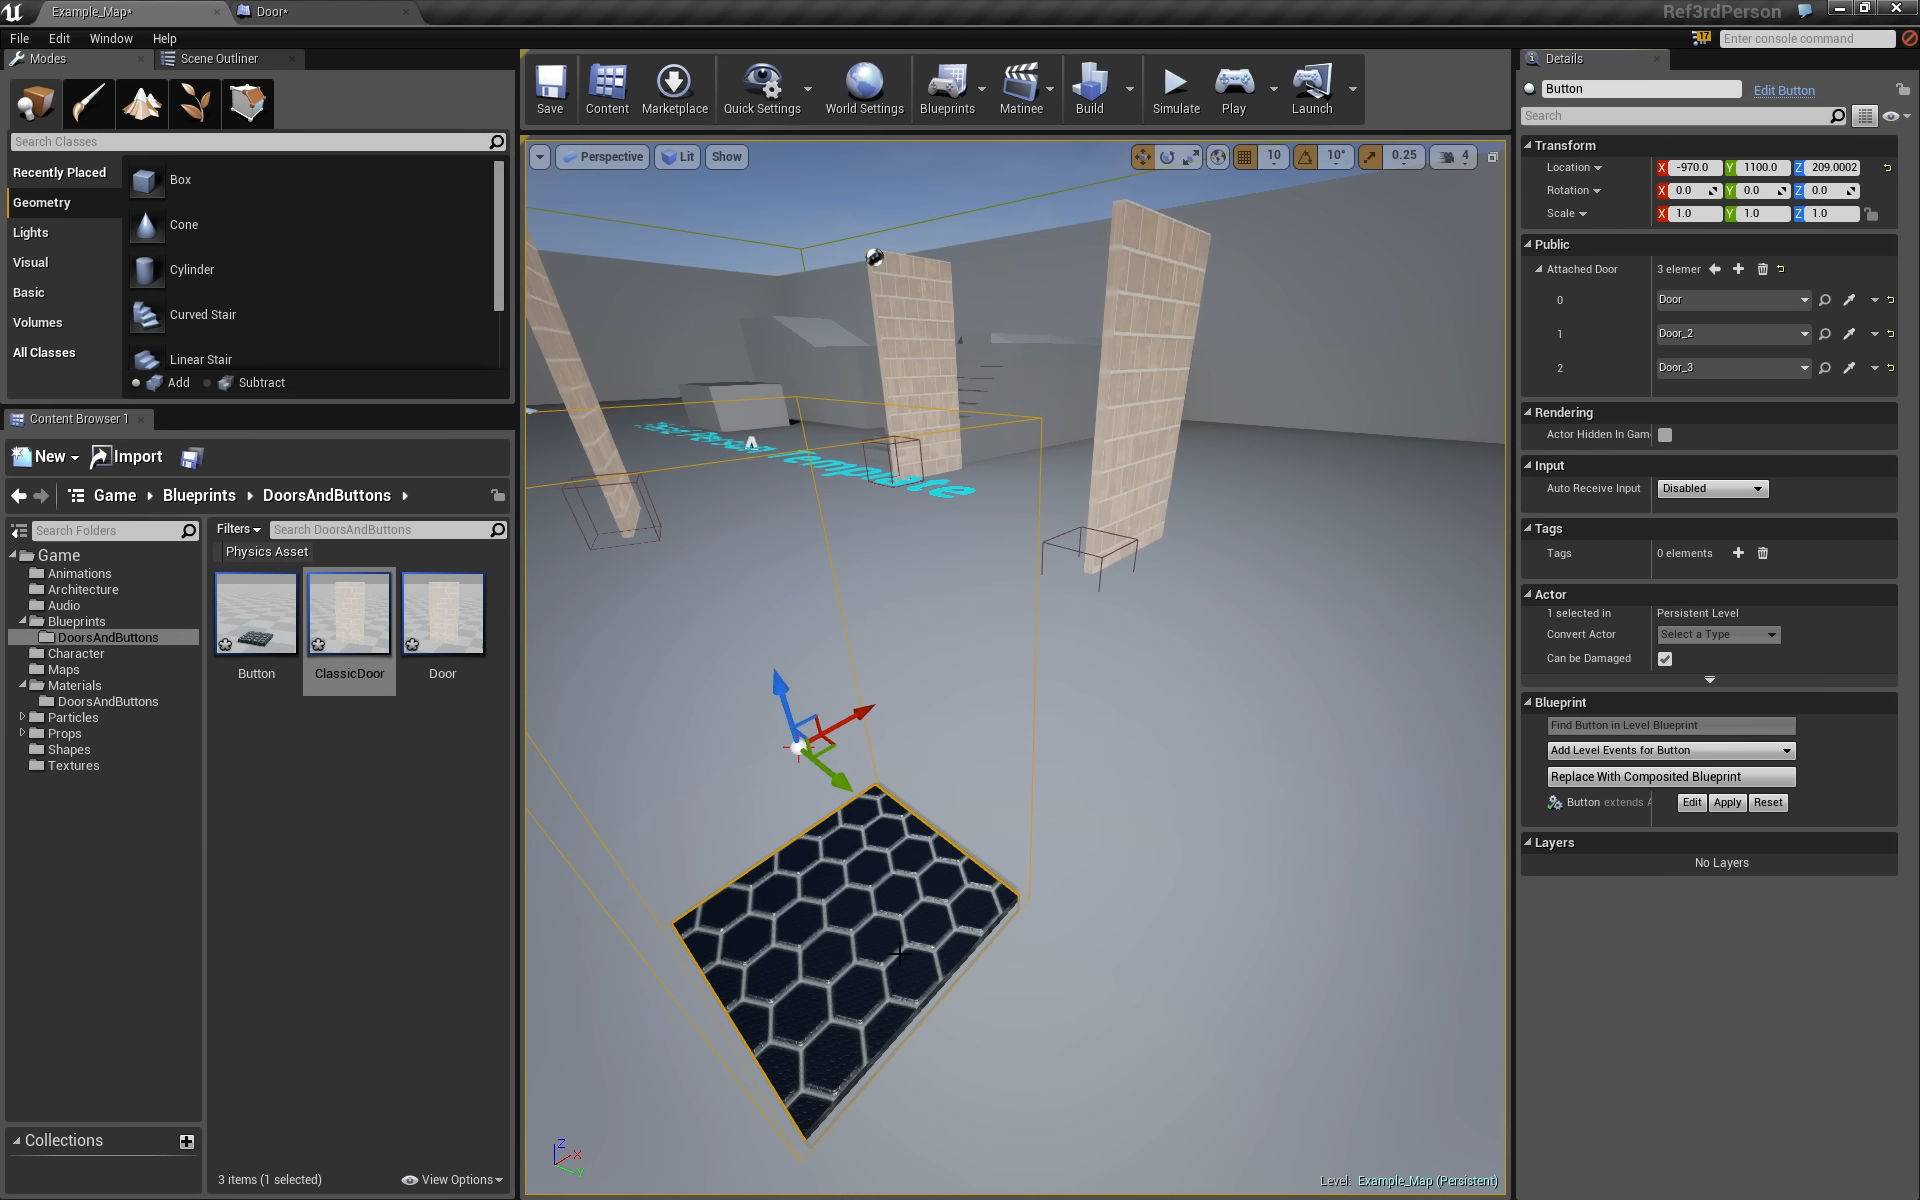 Example_Map*
Door*
Ref3rdPerson
File Edit Window Help
17
Enter console command
Modes
Scene Outliner
Search Classes
Recently Placed
Geometry
Lights
Visual
Basic
Volumes
All Classes
Box
Cone
Cylinder
Curved Stair
Linear Stair
Add Subtract
Save
Content
Marketplace
Quick Settings
World Settings
Blueprints
Matinee
Build
Simulate
Play
Launch
Perspective
Lit
Show
10
10°
0.25
4
Template
Level: Example_Map (Persistent)
Z
X
Y
Content Browser 1
New
Import
Game Blueprints DoorsAndButtons
Search Folders
Game
Animations
Architecture
Audio
Blueprints
DoorsAndButtons
Character
Maps
Materials
DoorsAndButtons
Particles
Props
Shapes
Textures
Collections
Filters
Search DoorsAndButtons
Physics Asset
Button
ClassicDoor
Door
3 items (1 selected)
View Options
Details
Button
Edit Button
Search
Transform
Location X -970.0 Y 1100.0 Z 209.0002
Rotation X 0.0 Y 0.0 Z 0.0
Scale X 1.0 Y 1.0 Z 1.0
Public
Attached Door 3 elemer
0 Door
1 Door_2
2 Door_3
Rendering
Actor Hidden In Gam
Input
Auto Receive Input Disabled
Tags
Tags 0 elements
Actor
1 selected in Persistent Level
Convert Actor Select a Type
Can be Damaged
Blueprint
Find Button in Level Blueprint
Add Level Events for Button
Replace With Composited Blueprint
Button extends A Edit Apply Reset
Layers
No Layers